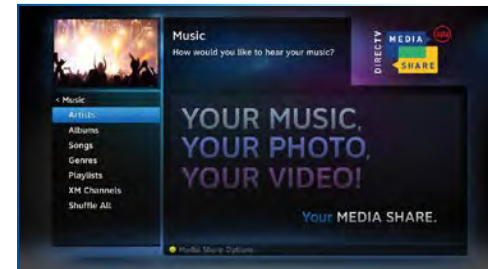 Music
How would you like to hear your music?
DIRECTV
MEDIA
SHARE
< Music
Artists
Albums
Songs
Genres
Playlists
XM Channels
Shuffle All
YOUR MUSIC,
YOUR PHOTO,
YOUR VIDEO!
Your MEDIA SHARE.
Media Share Options